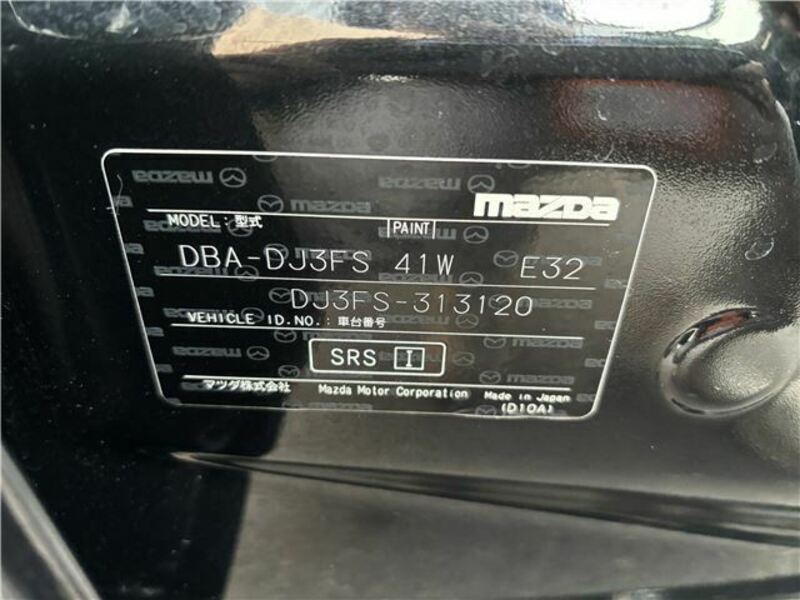 mazda
MODEL:型式 PAINT
DBA-DJ3FS 41W E32
DJ3FS-313120
VEHICLE ID.NO.:車台番号
SRS I
マツダ株式会社 Mazda Motor Corporation Made in Japan
(D10A)